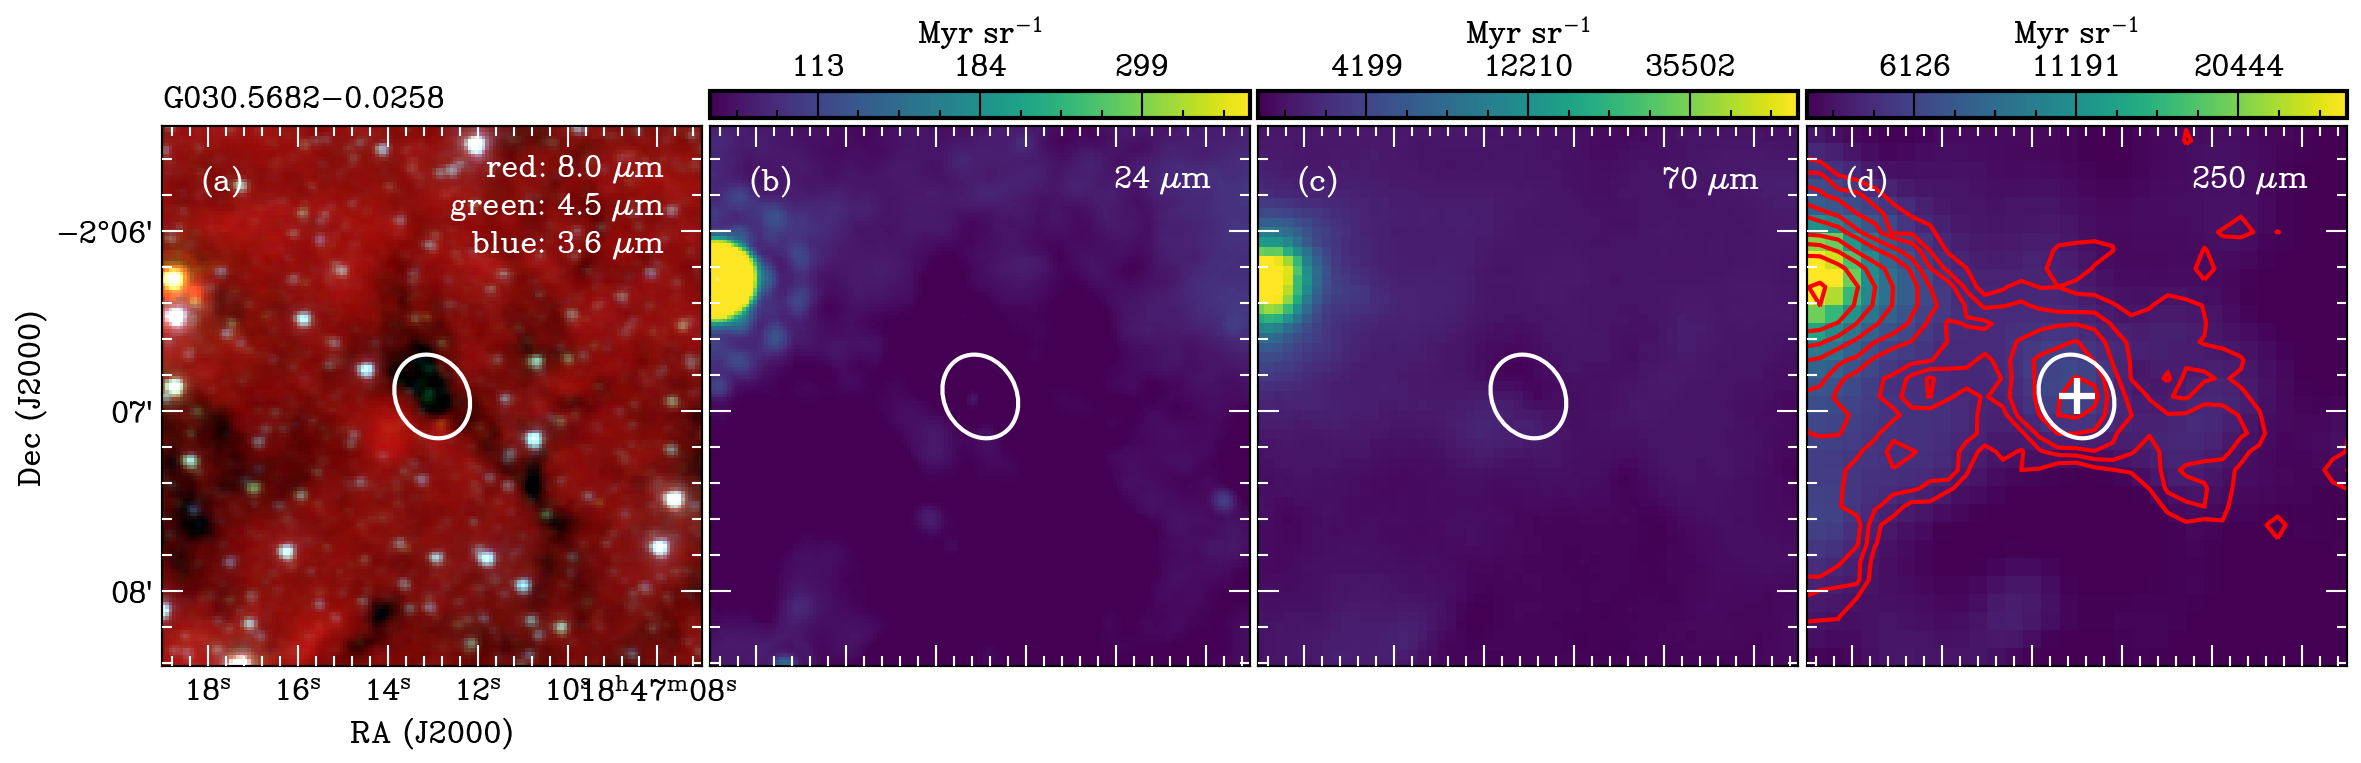 Myr sr⁻¹ Myr sr⁻¹ Myr sr⁻¹
113 184 299 4199 12210 35502 6126 11191 20444
G030.5682−0.0258
(a) red: 8.0 μm
green: 4.5 μm
blue: 3.6 μm
(b) 24 μm
(c) 70 μm
(d) 250 μm
−2°06'
07'
08'
Dec (J2000)
18ˢ 16ˢ 14ˢ 12ˢ 10ˢ 18ʰ47ᵐ08ˢ
RA (J2000)